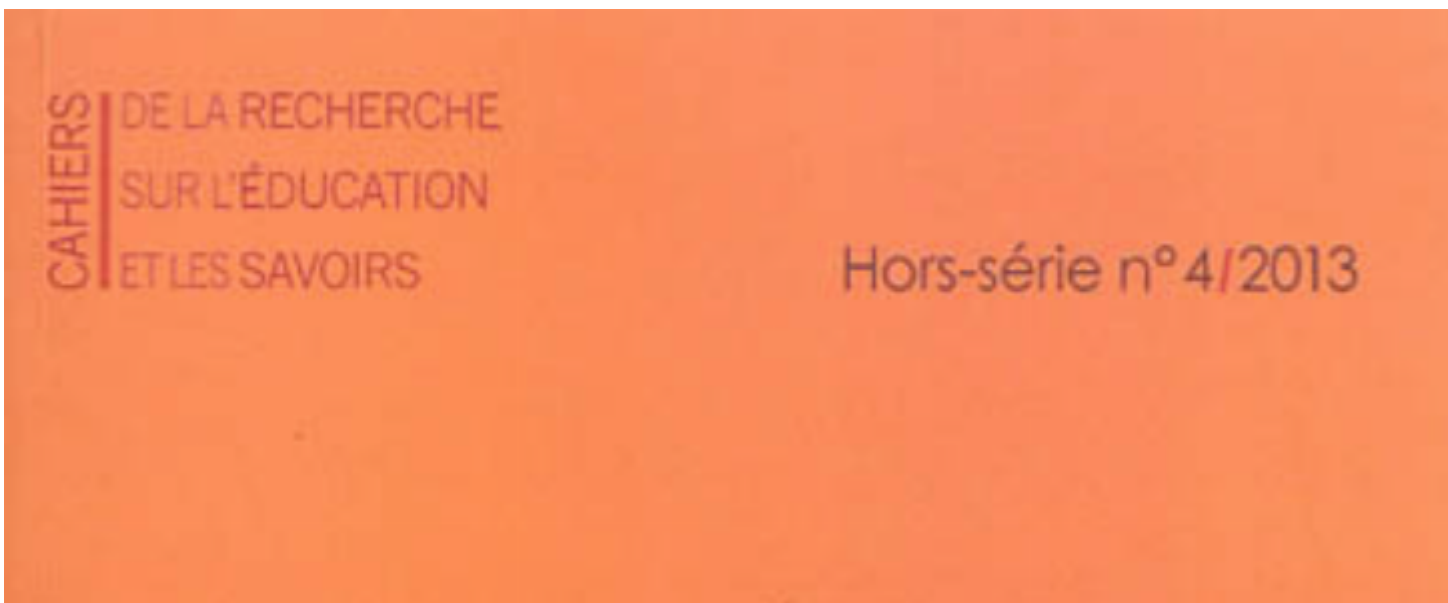 CAHIERS
DE LA RECHERCHE
SUR L'ÉDUCATION
ET LES SAVOIRS
Hors-série n° 4/2013